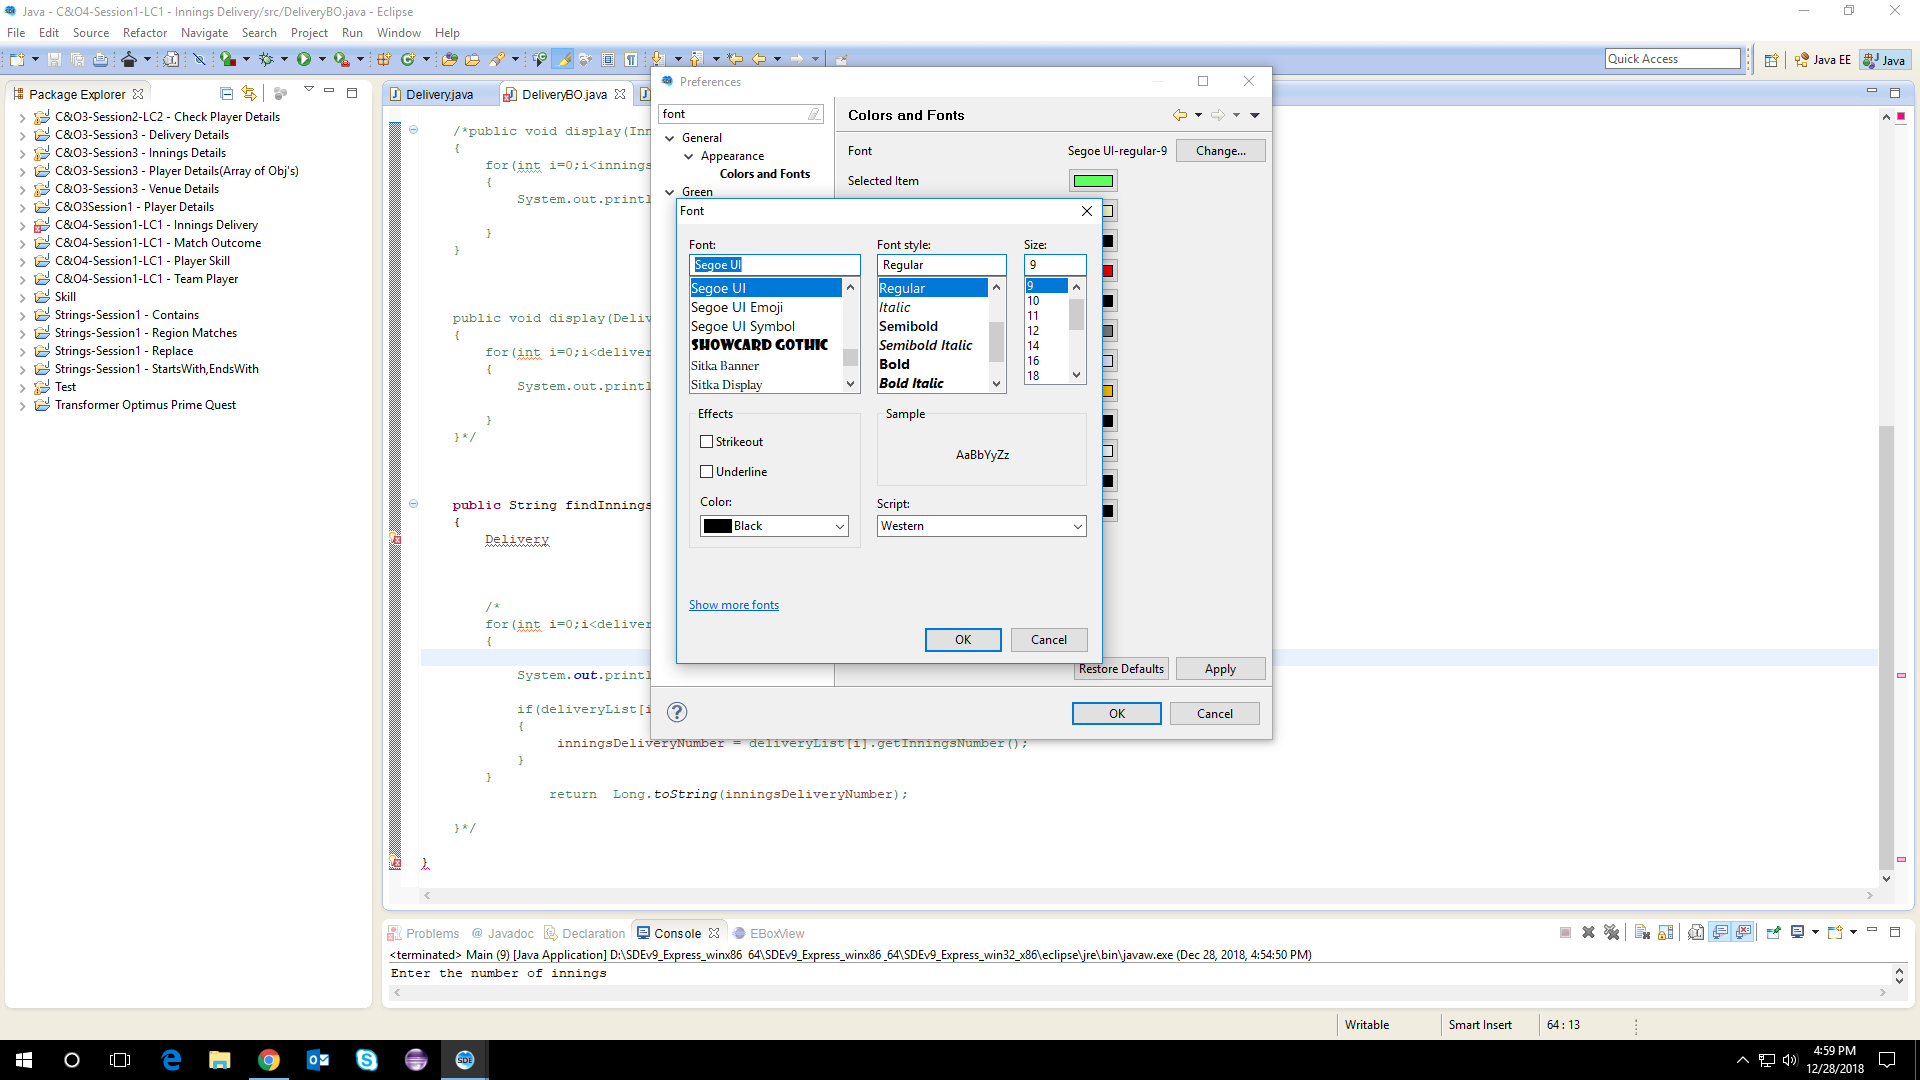 Java - C&O4-Session1-LC1 - Innings Delivery/src/DeliveryBO.java - Eclipse
File Edit Source Refactor Navigate Search Project Run Window Help
Quick Access
Java EE
Java
Package Explorer
C&O3-Session2-LC2 - Check Player Details
C&O3-Session3 - Delivery Details
C&O3-Session3 - Innings Details
C&O3-Session3 - Player Details(Array of Obj's)
C&O3-Session3 - Venue Details
C&O3Session1 - Player Details
C&O4-Session1-LC1 - Innings Delivery
C&O4-Session1-LC1 - Match Outcome
C&O4-Session1-LC1 - Player Skill
C&O4-Session1-LC1 - Team Player
Skill
Strings-Session1 - Contains
Strings-Session1 - Region Matches
Strings-Session1 - Replace
Strings-Session1 - StartsWith,EndsWith
Test
Transformer Optimus Prime Quest
Delivery.java
DeliveryBO.java
/*public void display(Inn
{
for(int i=0;i<innings
{
System.out.printl
}
}
public void display(Deliv
{
for(int i=0;i<deliver
{
System.out.printl
}
}*/
public String findInnings
{
Delivery
/*
for(int i=0;i<deliver
{
System.out.printl
if(deliveryList[i
{
inningsDeliveryNumber = deliveryList[i].getInningsNumber();
}
}
return Long.toString(inningsDeliveryNumber);
}*/
}
Preferences
font
General
Appearance
Colors and Fonts
Green
Colors and Fonts
Font
Segoe UI-regular-9
Change...
Selected Item
Restore Defaults
Apply
OK
Cancel
Font
Font:
Segoe UI
Segoe UI
Segoe UI Emoji
Segoe UI Symbol
SHOWCARD GOTHIC
Sitka Banner
Sitka Display
Font style:
Regular
Regular
Italic
Semibold
Semibold Italic
Bold
Bold Italic
Size:
9
9
10
11
12
14
16
18
Effects
Strikeout
Underline
Color:
Black
Sample
AaBbYyZz
Script:
Western
Show more fonts
OK
Cancel
Problems
@ Javadoc
Declaration
Console
EBoxView
<terminated> Main (9) [Java Application] D:\SDEv9_Express_winx86_64\SDEv9_Express_winx86_64\SDEv9_Express_win32_x86\eclipse\jre\bin\javaw.exe (Dec 28, 2018, 4:54:50 PM)
Enter the number of innings
Writable
Smart Insert
64 : 13
SDE
4:59 PM
12/28/2018